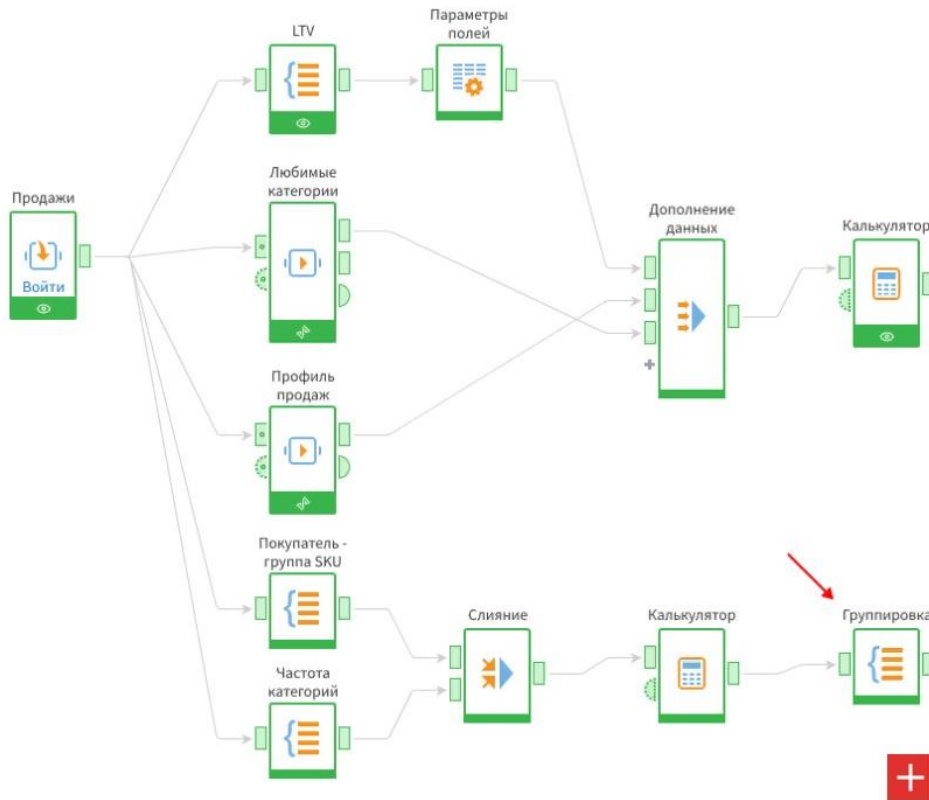 LTV
Параметры
полей
Любимые
категории
Продажи
Войти
Дополнение
данных
Калькулятор
Профиль
продаж
Покупатель -
группа SKU
Слияние
Калькулятор
Группировка
Частота
категорий